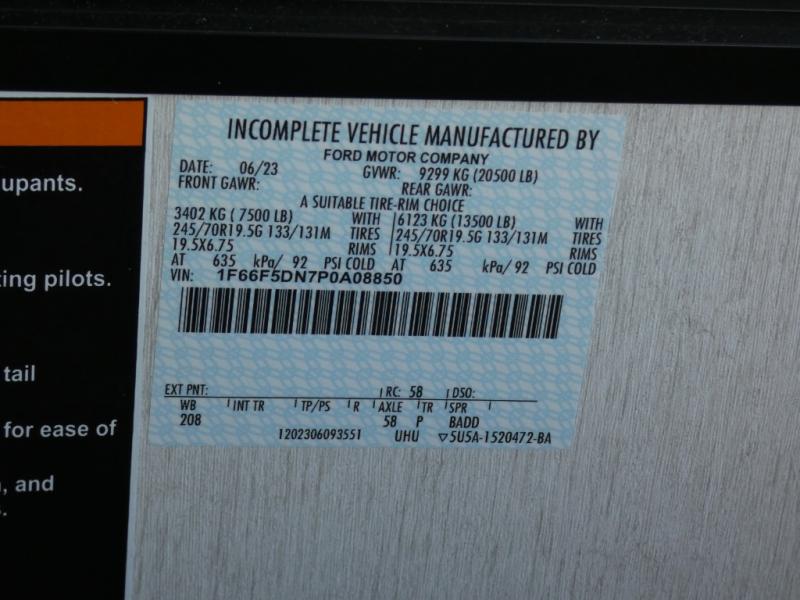 upants.
ing pilots.
tail
for ease of
, and
INCOMPLETE VEHICLE MANUFACTURED BY
FORD MOTOR COMPANY
DATE: 06/23 GVWR: 9299 KG (20500 LB)
FRONT GAWR: REAR GAWR:
A SUITABLE TIRE-RIM CHOICE
3402 KG ( 7500 LB) WITH 6123 KG (13500 LB) WITH
245/70R19.5G 133/131M TIRES 245/70R19.5G 133/131M TIRES
19.5X6.75 RIMS 19.5X6.75 RIMS
AT 635 kPa/ 92 PSI COLD AT 635 kPa/ 92 PSI COLD
VIN: 1F66F5DN7P0A08850
EXT PNT: RC: 58 DSO:
WB INT TR TP/PS R AXLE TR SPR
208 58 P BADD
1202306093551 UHU ▽5U5A-1520472-BA